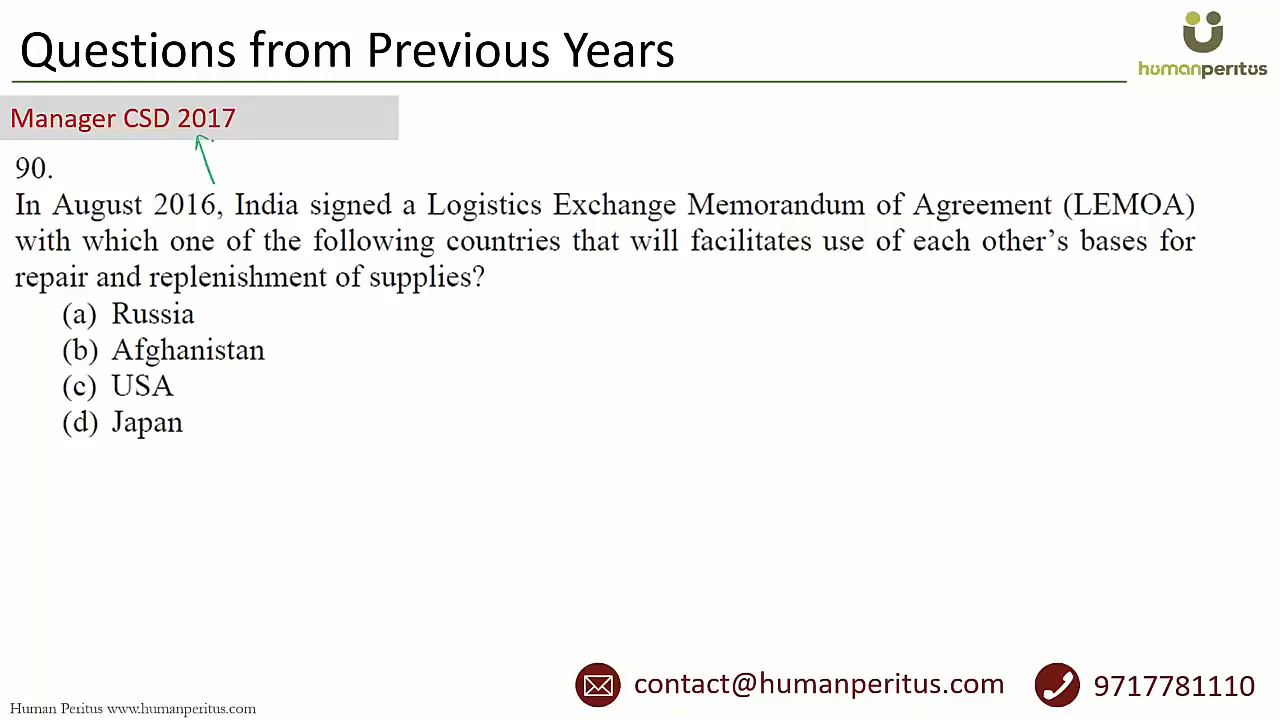 Questions from Previous Years
humanperitus
Manager CSD 2017
90.
In August 2016, India signed a Logistics Exchange Memorandum of Agreement (LEMOA)
with which one of the following countries that will facilitates use of each other's bases for
repair and replenishment of supplies?
(a) Russia
(b) Afghanistan
(c) USA
(d) Japan
contact@humanperitus.com 9717781110
Human Peritus www.humanperitus.com